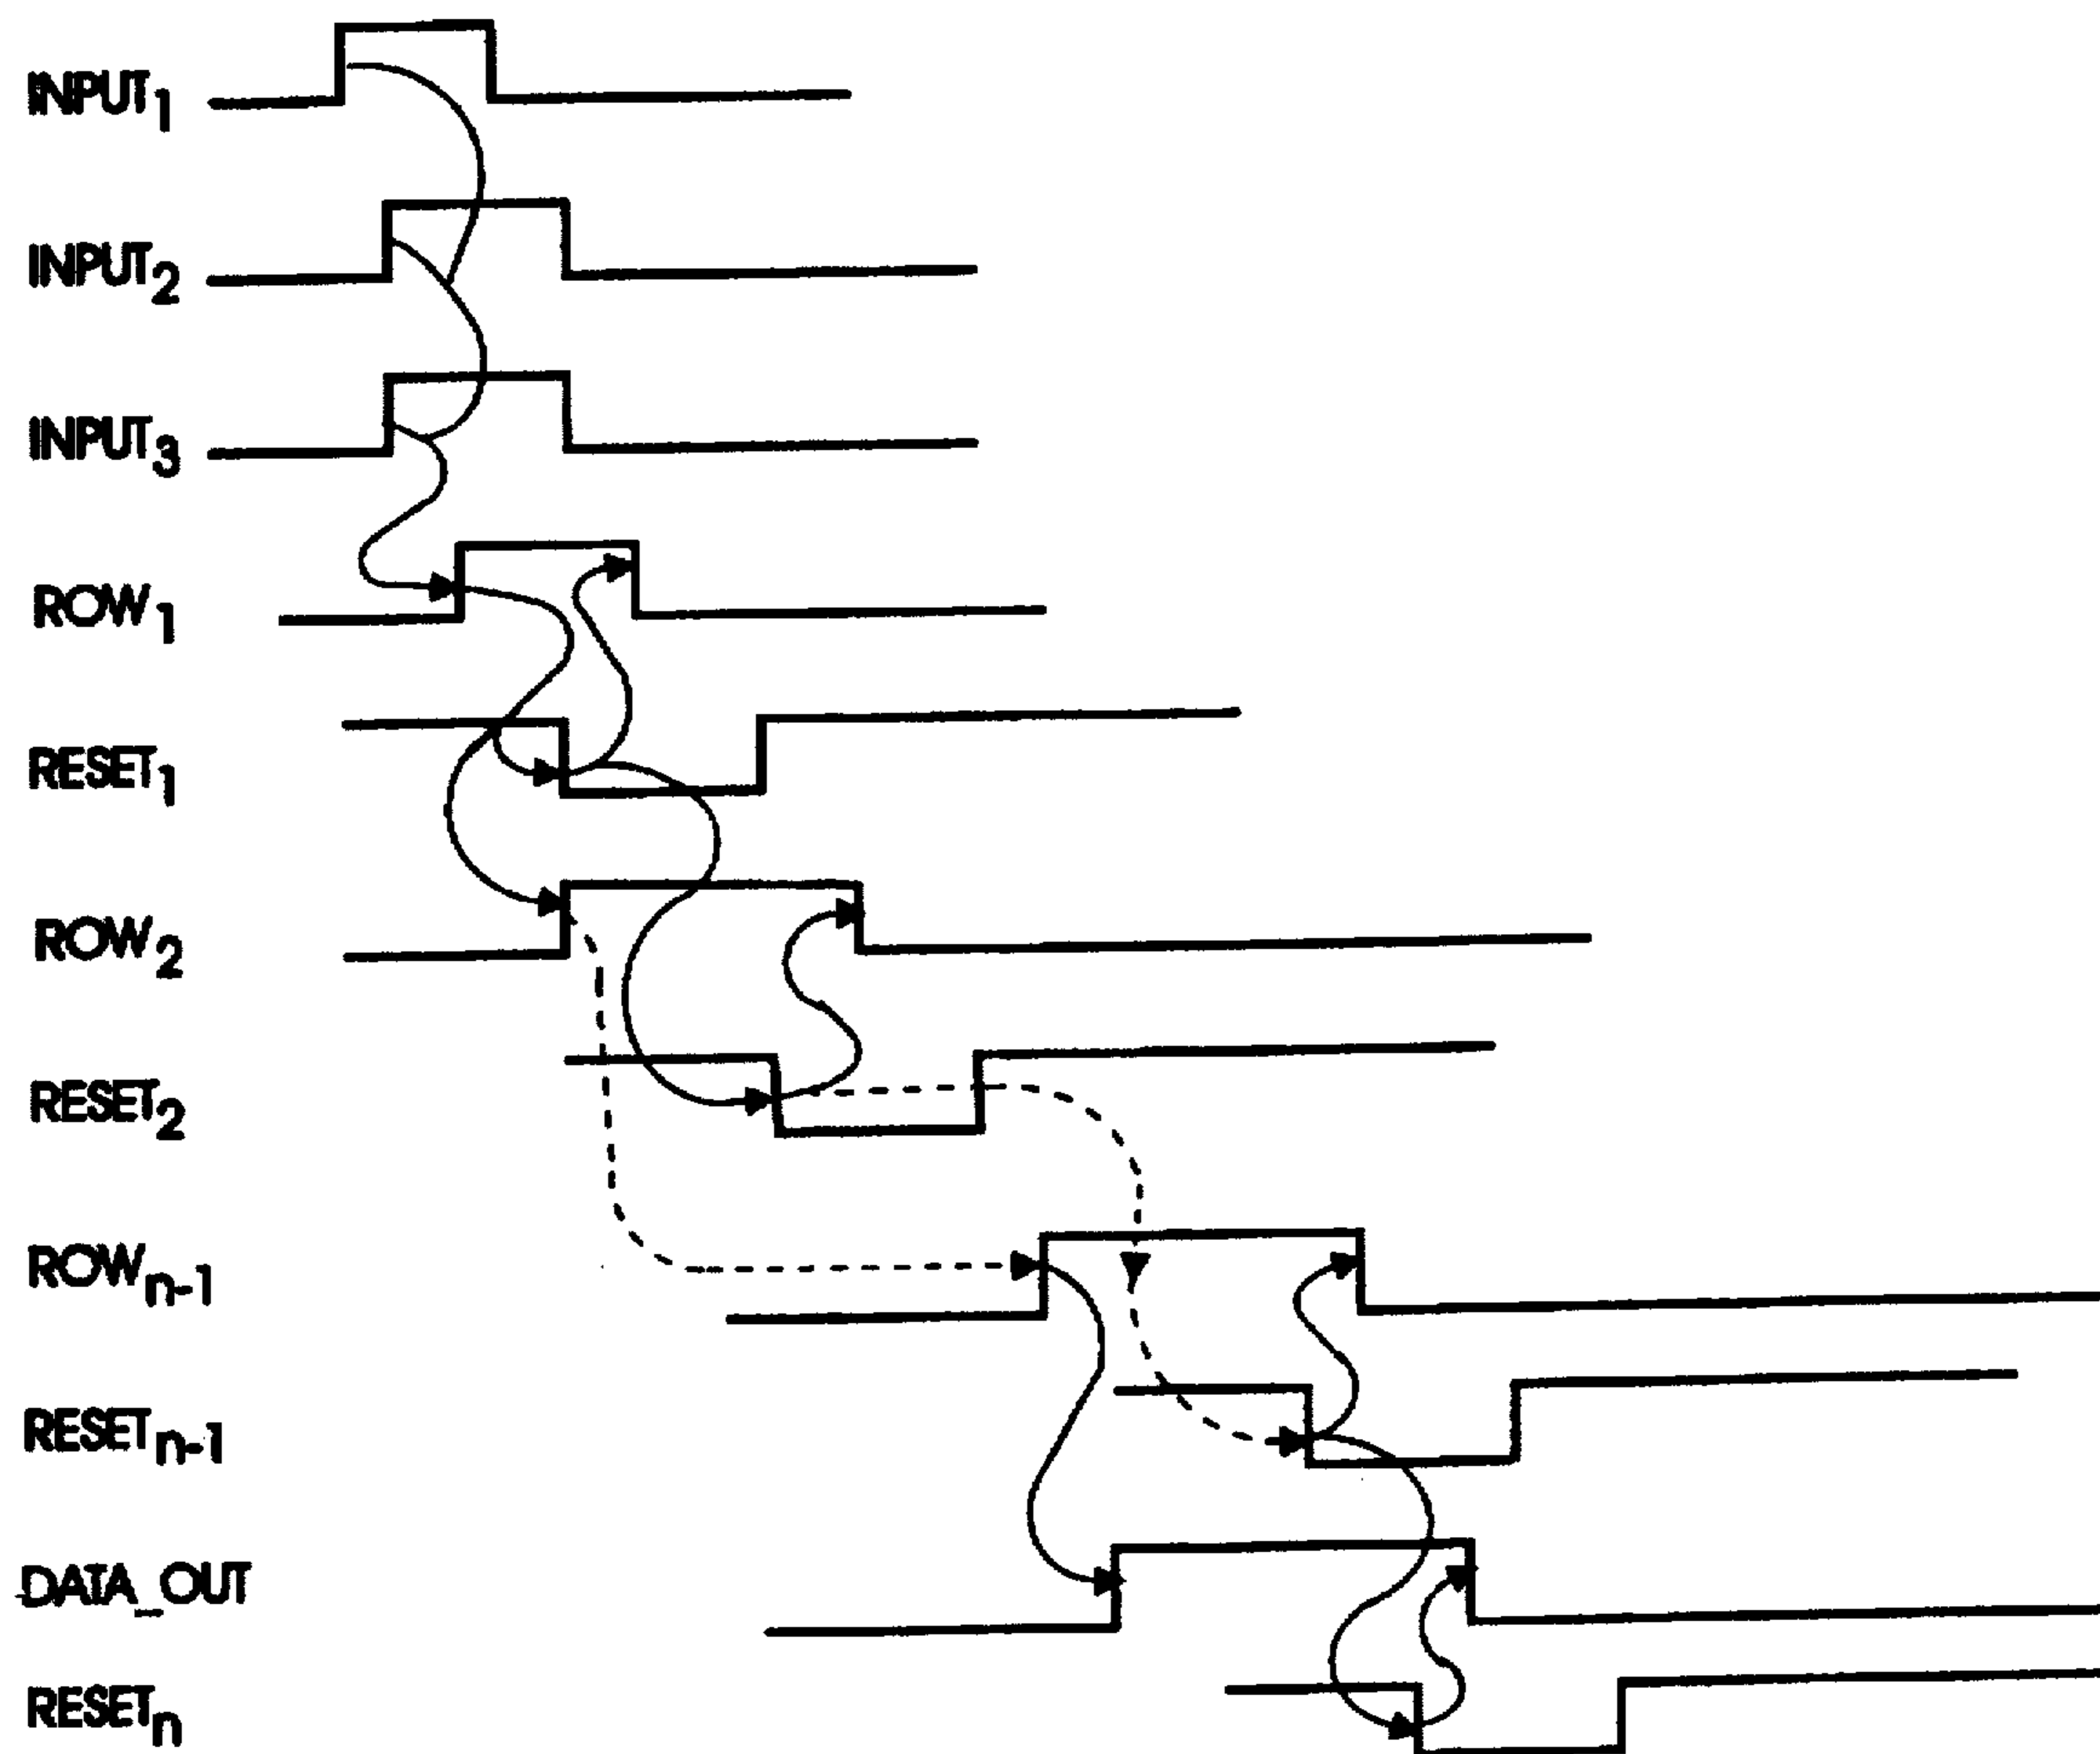 INPUT1
INPUT2
INPUT3
ROW1
RESET1
ROW2
RESET2
ROWn-1
RESETn-1
DATA_OUT
RESETn